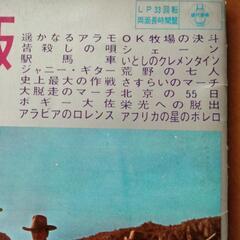 LP33回転
両面長時間盤
遥かなるアラモ
皆殺しの唄
駅馬車
ジャニー・ギター
史上最大の作戦
大脱走のマーチ
ボギー大佐
アラビアのロレンス
OK牧場の決斗
シェーン
いとしのクレメンタイン
荒野の七人
さすらいのマーチ
北京の55日
栄光への脱出
アフリカの星のボレロ